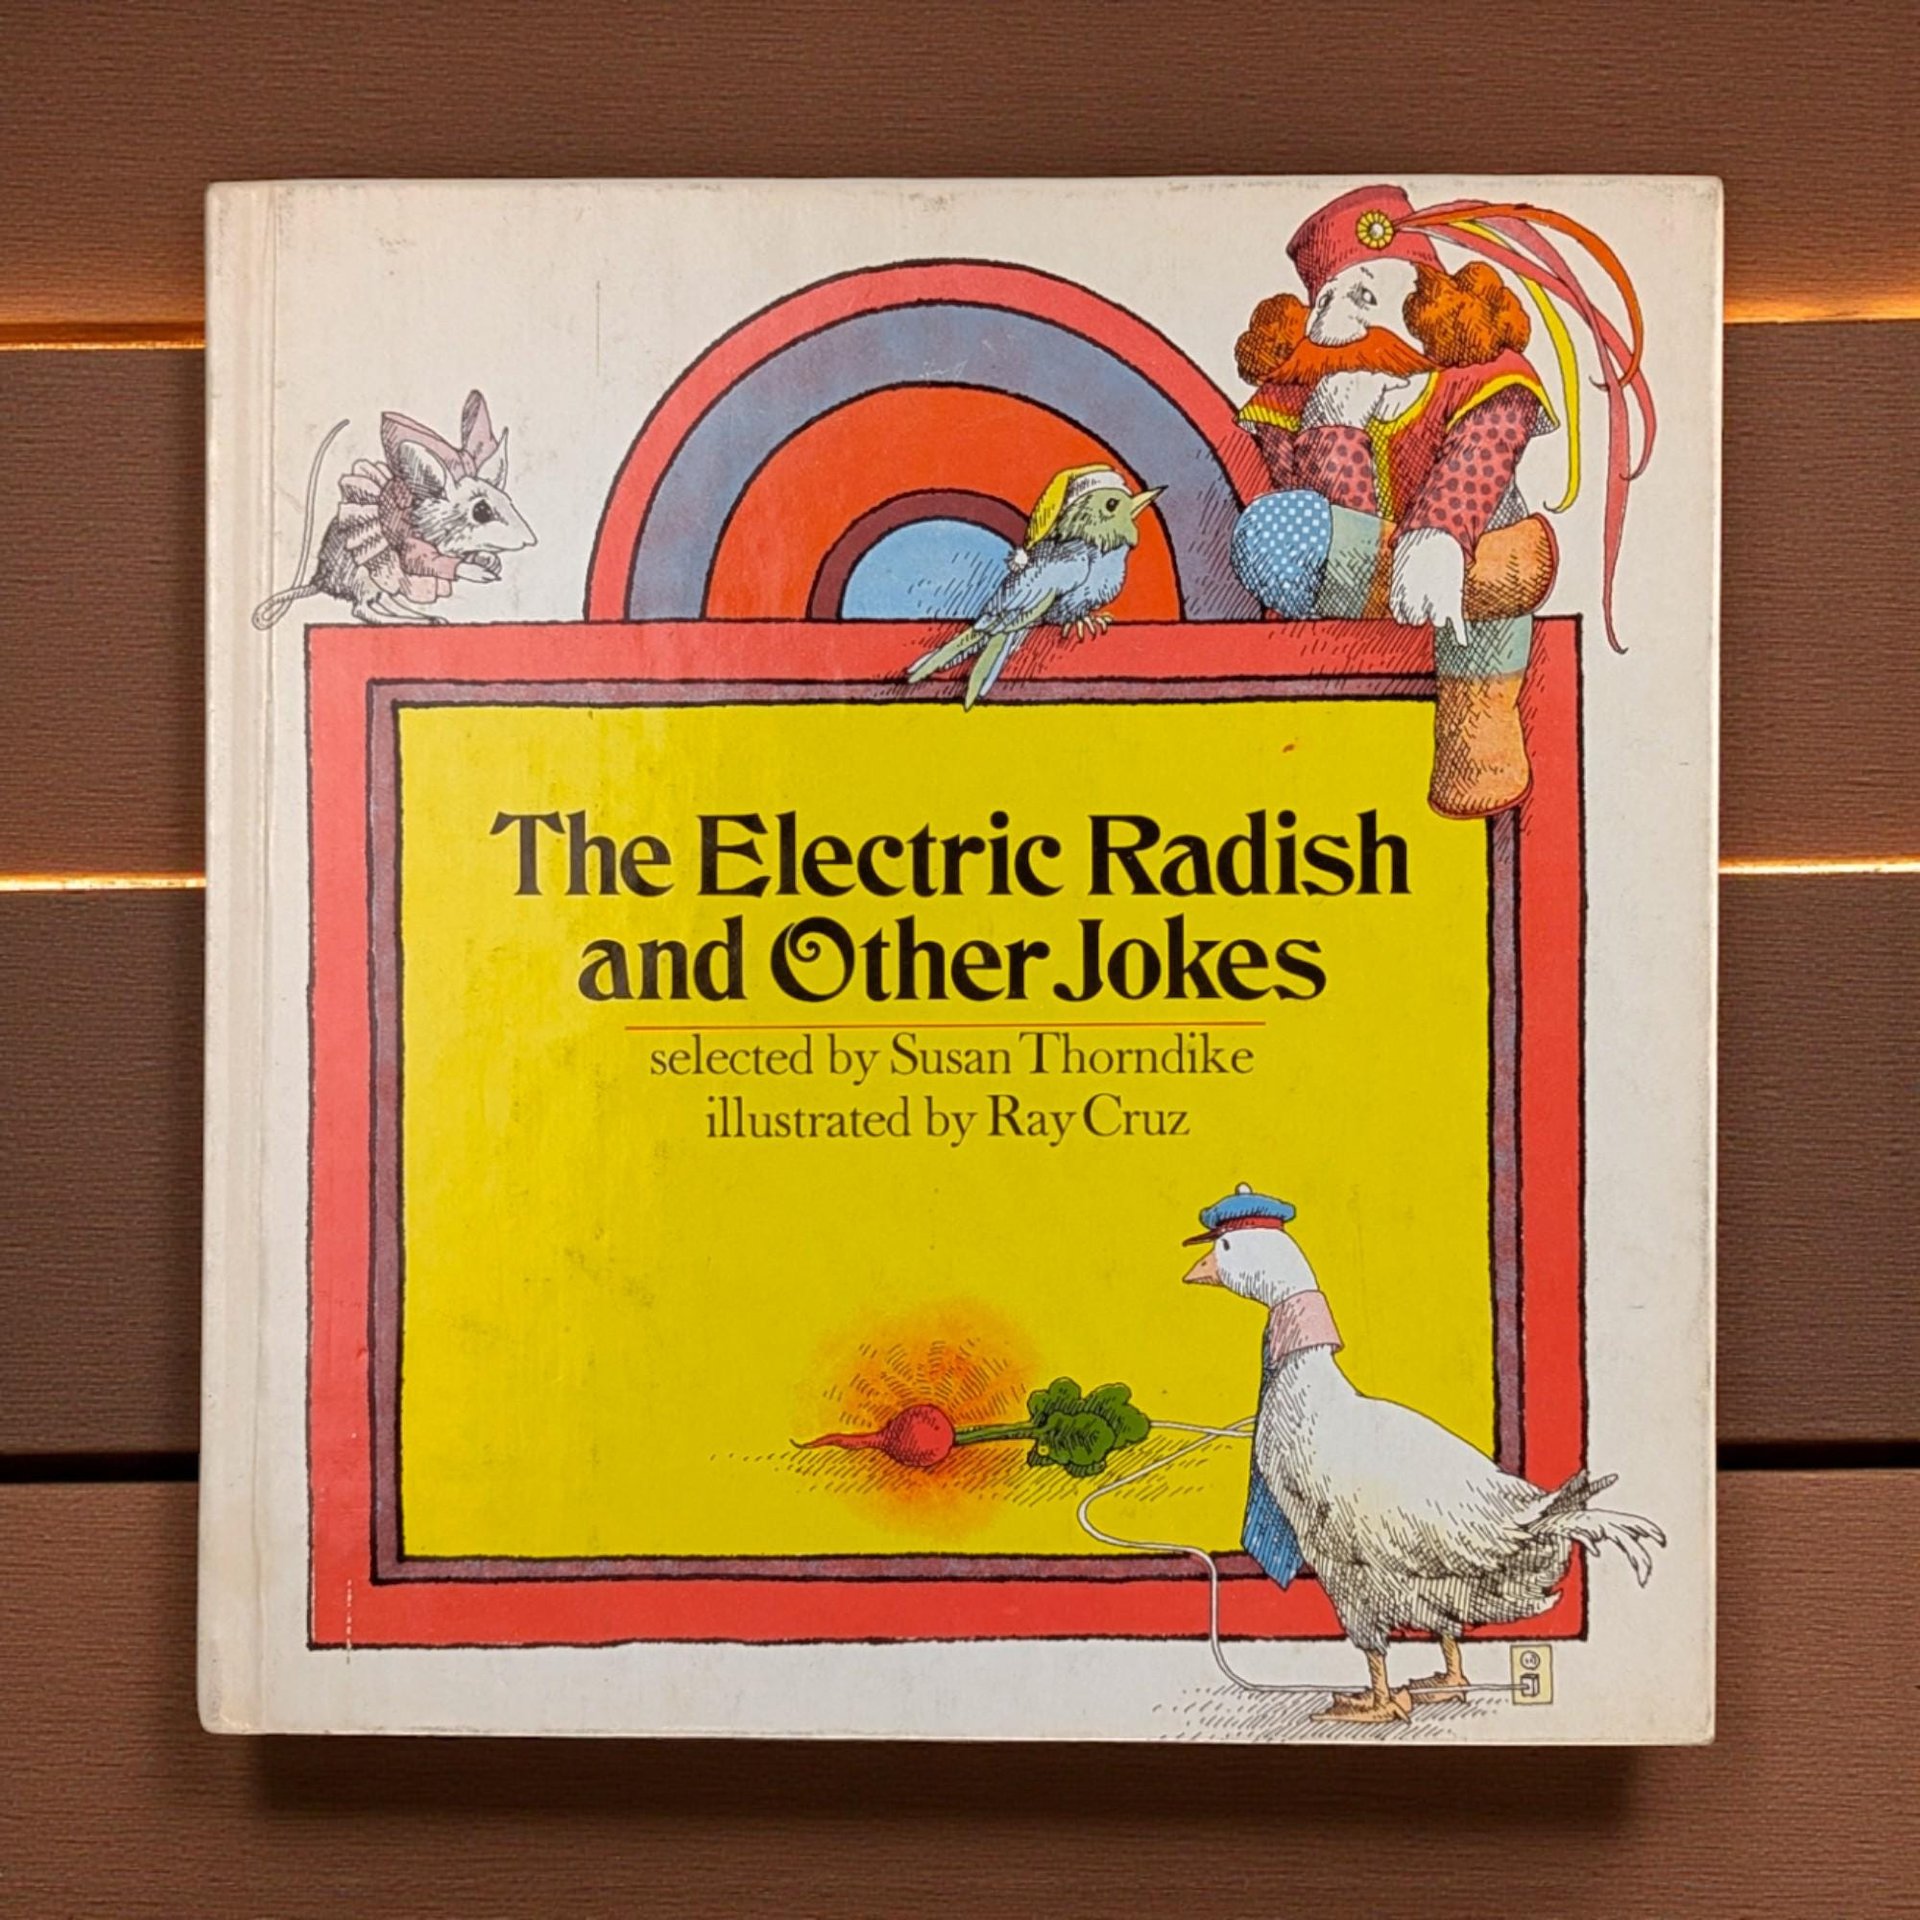 The Electric Radish
and Other Jokes
selected by Susan Thorndike
illustrated by Ray Cruz